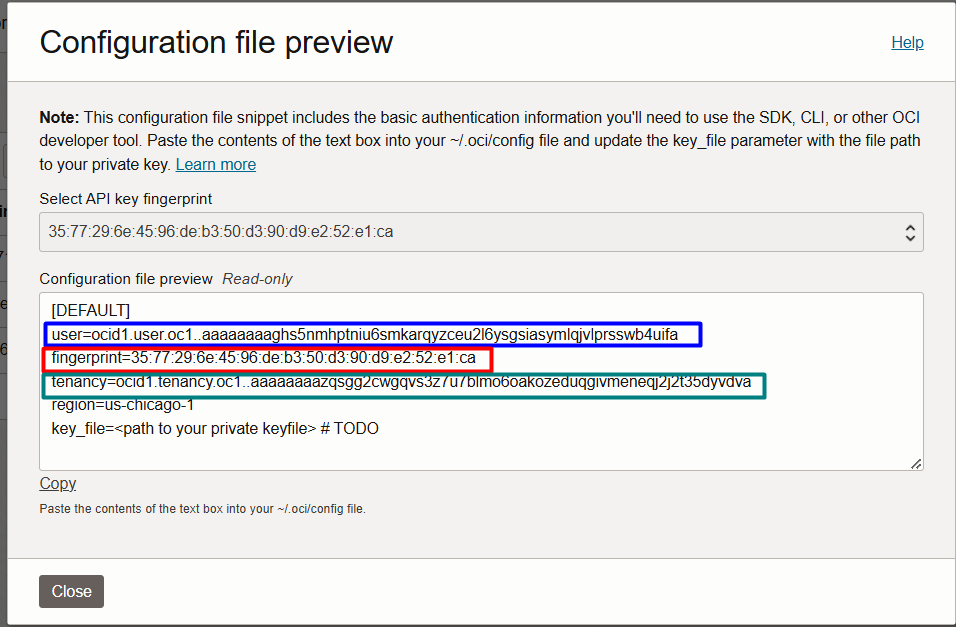 Configuration file preview
Help
Note: This configuration file snippet includes the basic authentication information you'll need to use the SDK, CLI, or other OCI
developer tool. Paste the contents of the text box into your ~/.oci/config file and update the key_file parameter with the file path
to your private key. Learn more
Select API key fingerprint
35:77:29:6e:45:96:de:b3:50:d3:90:d9:e2:52:e1:ca
Configuration file preview Read-only
[DEFAULT]
user=ocid1.user.oc1..aaaaaaaaghs5nmhptniu6smkarqyzceu2l6ysgsiasymlqjvlprsswb4uifa
fingerprint=35:77:29:6e:45:96:de:b3:50:d3:90:d9:e2:52:e1:ca
tenancy=ocid1.tenancy.oc1..aaaaaaaazqsgg2cwgqvs3z7u7blmo6oakozeduqgivmeneqj2j2t35dyvdva
region=us-chicago-1
key_file=<path to your private keyfile> # TODO
Copy
Paste the contents of the text box into your ~/.oci/config file.
Close